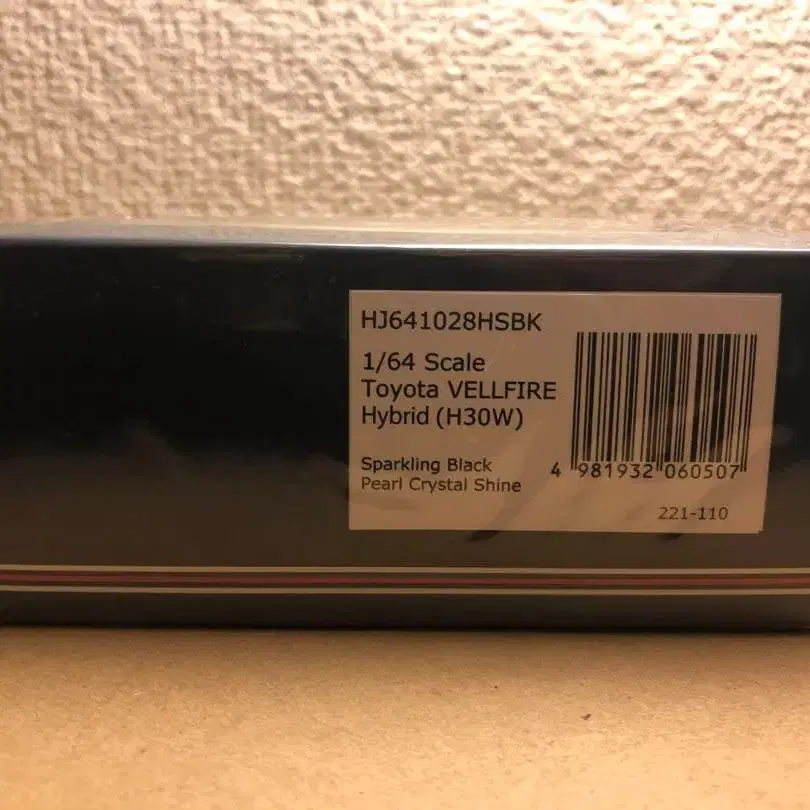 HJ641028HSBK
1/64 Scale
Toyota VELLFIRE
Hybrid (H30W)
Sparkling Black
Pearl Crystal Shine
4 981932 060507
221-110